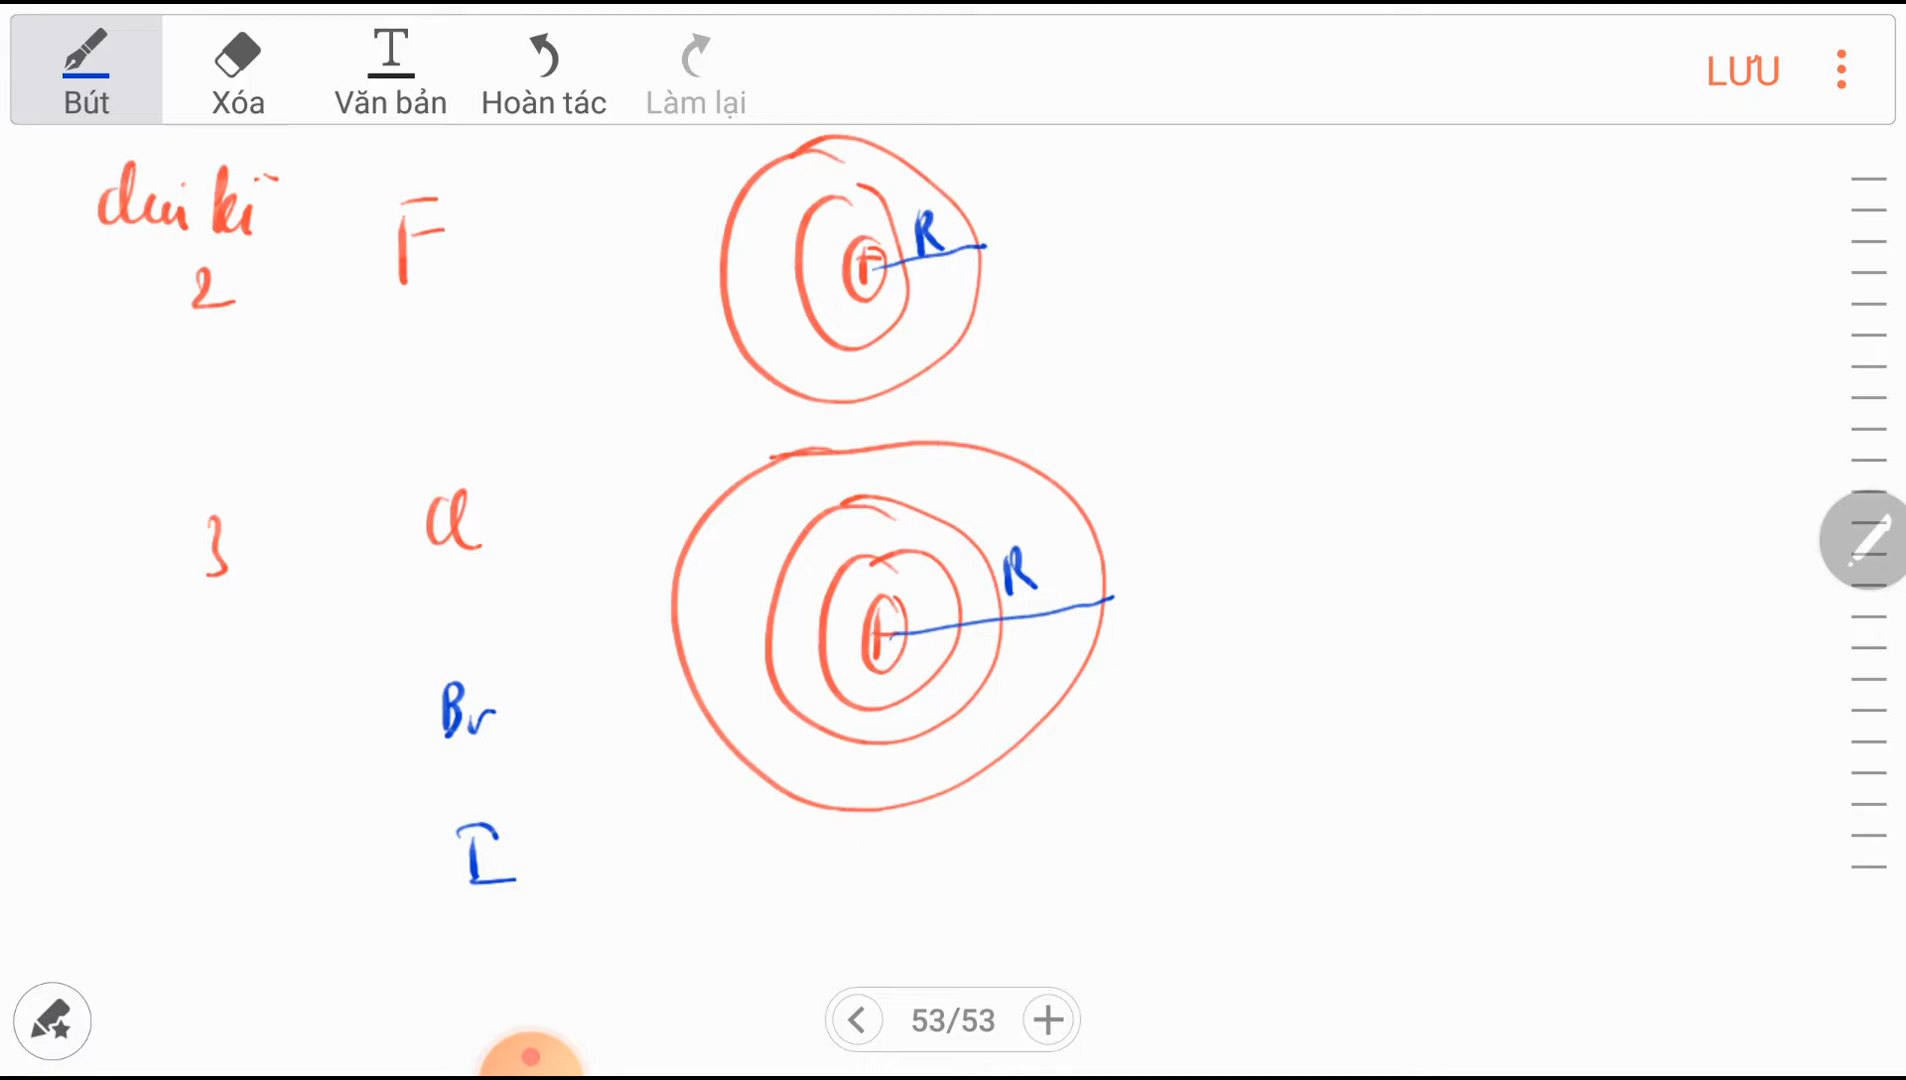 Bút Xóa Văn bản Hoàn tác Làm lại LƯU
chu kì F
2
F R
3 Cl
R
+
Br
I
53/53